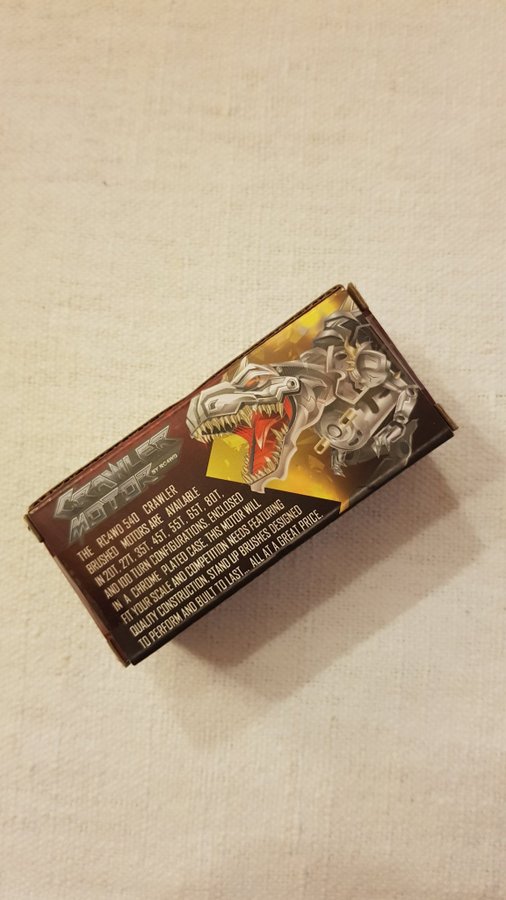 CRAWLER
MOTOR
BY RC4WD
THE RC4WD 540 CRAWLER
BRUSHED MOTORS ARE AVAILABLE
IN 20T, 27T, 35T, 45T, 55T, 65T, 80T,
AND 100 TURN CONFIGURATIONS. ENCLOSED
IN A CHROME PLATED CASE THIS MOTOR WILL
FIT YOUR SCALE AND COMPETITION NEEDS FEATURING
QUALITY CONSTRUCTION, STAND UP BRUSHES DESIGNED
TO PERFORM AND BUILT TO LAST... ALL AT A GREAT PRICE.